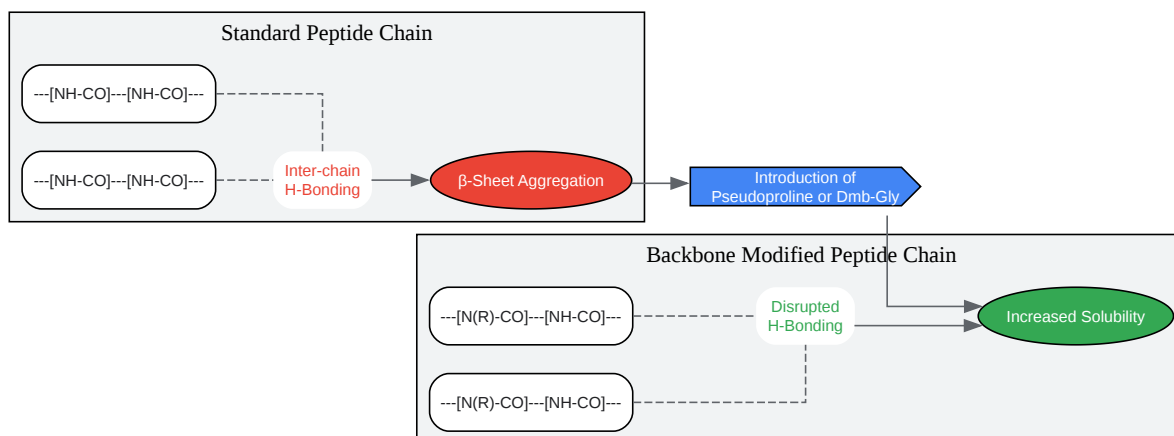 Standard Peptide Chain
---[NH-CO]---[NH-CO]---
---[NH-CO]---[NH-CO]---
Inter-chain
H-Bonding
β-Sheet Aggregation
Introduction of
Pseudoproline or Dmb-Gly
Backbone Modified Peptide Chain
---[N(R)-CO]---[NH-CO]---
---[N(R)-CO]---[NH-CO]---
Disrupted
H-Bonding
Increased Solubility